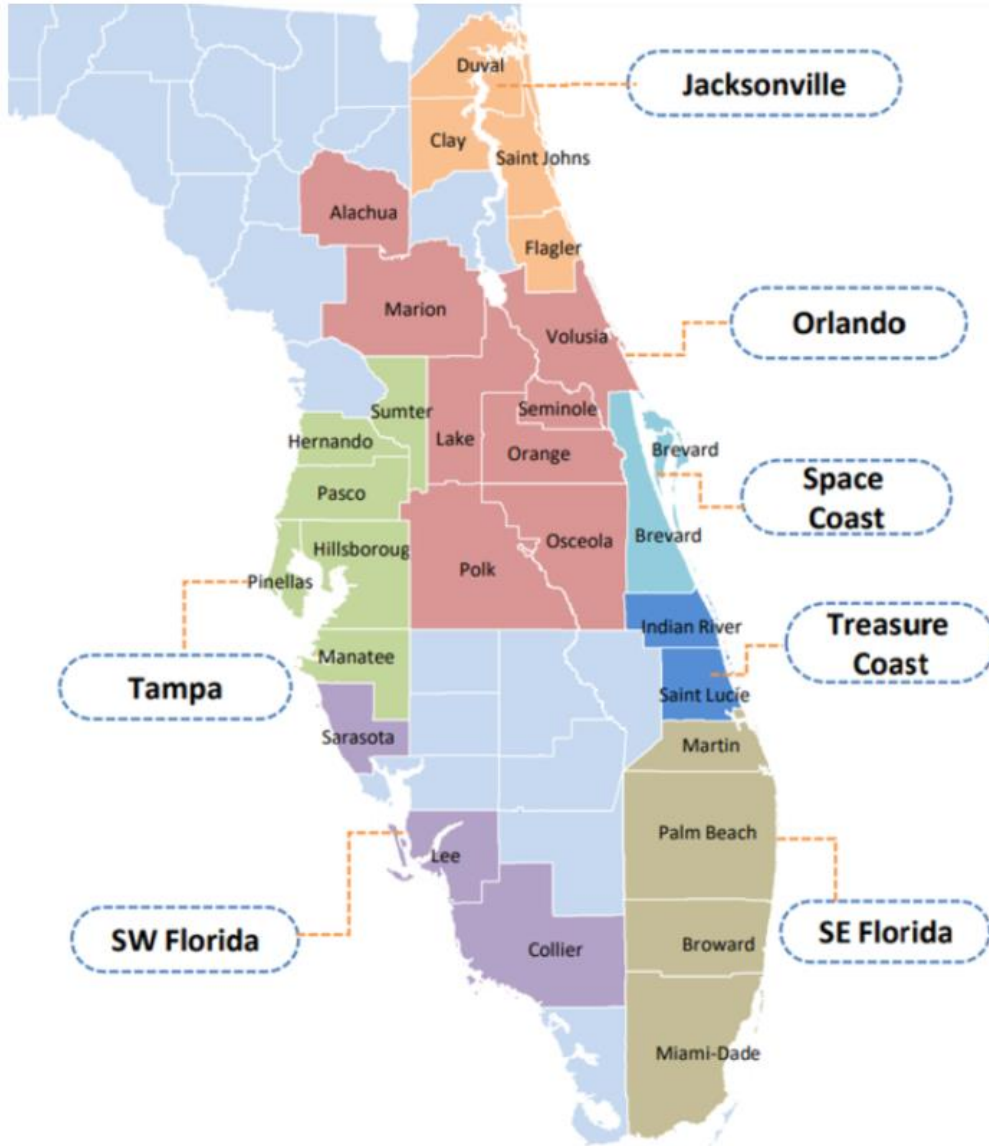 Duval
Jacksonville
Clay
Saint Johns
Alachua
Flagler
Marion
Volusia
Orlando
Sumter
Seminole
Hernando
Lake
Orange
Brevard
Space
Coast
Pasco
Hillsboroug
Osceola
Brevard
Pinellas
Polk
Indian River
Treasure
Coast
Manatee
Tampa
Saint Lucie
Sarasota
Martin
Palm Beach
Lee
SW Florida
Collier
Broward
SE Florida
Miami-Dade